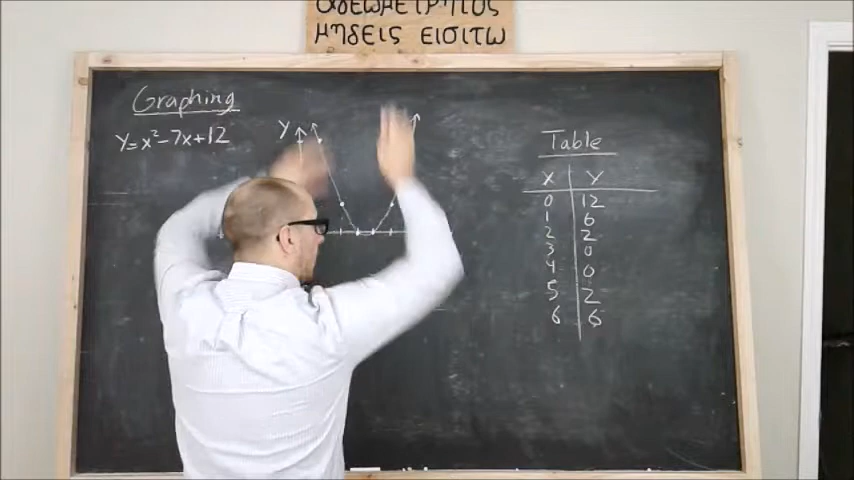 αδεωμετρητος
μηδεις εισιτω
Graphing
y=x²-7x+12
y
Table
x y
0 12
1 6
2 2
3 0
4 0
5 2
6 6